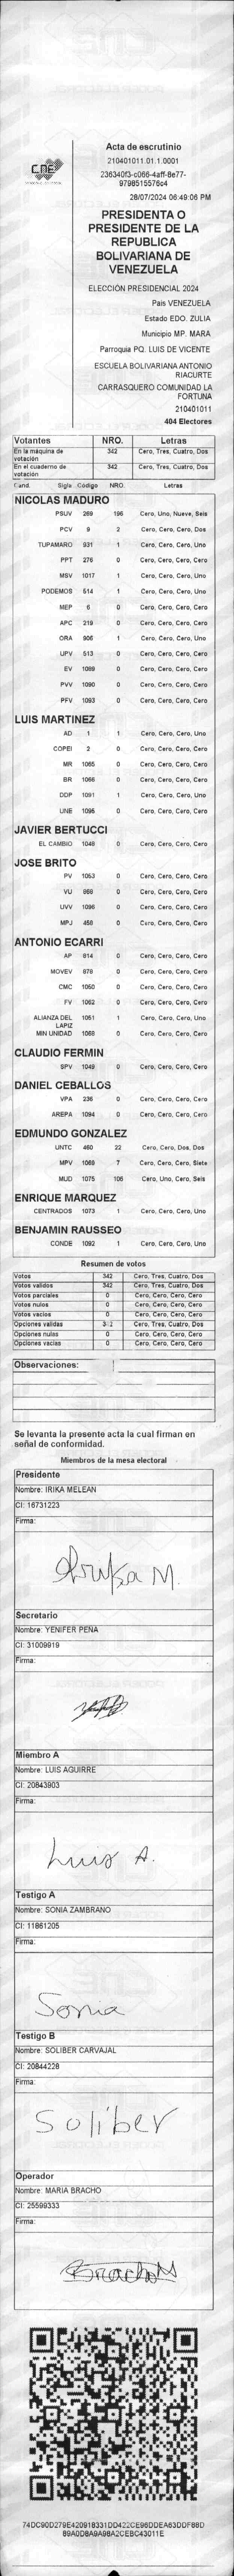 CNE
Acta de escrutinio
210401011.01.1.0001
236340f3-c066-4aff-8e77-
9798515576c4
28/07/2024 06:49:06 PM
PRESIDENTA O
PRESIDENTE DE LA
REPUBLICA
BOLIVARIANA DE
VENEZUELA
ELECCIÓN PRESIDENCIAL 2024
Pais VENEZUELA
Estado EDO. ZULIA
Municipio MP. MARA
Parroquia PQ. LUIS DE VICENTE
ESCUELA BOLIVARIANA ANTONIO
RIACURTE
CARRASQUERO COMUNIDAD LA
FORTUNA
210401011
404 Electores
Votantes NRO. Letras
En la máquina de votación 342 Cero, Tres, Cuatro, Dos
En el cuaderno de votación 342 Cero, Tres, Cuatro, Dos
Cand. Sigla Código NRO. Letras
NICOLAS MADURO
PSUV 269 196 Cero, Uno, Nueve, Seis
PCV 9 2 Cero, Cero, Cero, Dos
TUPAMARO 931 1 Cero, Cero, Cero, Uno
PPT 276 0 Cero, Cero, Cero, Cero
MSV 1017 1 Cero, Cero, Cero, Uno
PODEMOS 514 1 Cero, Cero, Cero, Uno
MEP 6 0 Cero, Cero, Cero, Cero
APC 219 0 Cero, Cero, Cero, Cero
ORA 906 1 Cero, Cero, Cero, Uno
UPV 513 0 Cero, Cero, Cero, Cero
EV 1089 0 Cero, Cero, Cero, Cero
PVV 1090 0 Cero, Cero, Cero, Cero
PFV 1093 0 Cero, Cero, Cero, Cero
LUIS MARTINEZ
AD 1 1 Cero, Cero, Cero, Uno
COPEI 2 0 Cero, Cero, Cero, Cero
MR 1065 0 Cero, Cero, Cero, Cero
BR 1066 0 Cero, Cero, Cero, Cero
DDP 1091 1 Cero, Cero, Cero, Uno
UNE 1095 0 Cero, Cero, Cero, Cero
JAVIER BERTUCCI
EL CAMBIO 1048 0 Cero, Cero, Cero, Cero
JOSE BRITO
PV 1053 0 Cero, Cero, Cero, Cero
VU 869 0 Cero, Cero, Cero, Cero
UVV 1096 0 Cero, Cero, Cero, Cero
MPJ 458 0 Cero, Cero, Cero, Cero
ANTONIO ECARRI
AP 814 0 Cero, Cero, Cero, Cero
MOVEV 978 0 Cero, Cero, Cero, Cero
CMC 1050 0 Cero, Cero, Cero, Cero
FV 1062 0 Cero, Cero, Cero, Cero
ALIANZA DEL LAPIZ 1051 1 Cero, Cero, Cero, Uno
MIN UNIDAD 1068 0 Cero, Cero, Cero, Cero
CLAUDIO FERMIN
SPV 1049 0 Cero, Cero, Cero, Cero
DANIEL CEBALLOS
VPA 236 0 Cero, Cero, Cero, Cero
AREPA 1094 0 Cero, Cero, Cero, Cero
EDMUNDO GONZALEZ
UNTC 460 22 Cero, Cero, Dos, Dos
MPV 1069 7 Cero, Cero, Cero, Siete
MUD 1075 106 Cero, Uno, Cero, Seis
ENRIQUE MARQUEZ
CENTRADOS 1073 1 Cero, Cero, Cero, Uno
BENJAMIN RAUSSEO
CONDE 1092 1 Cero, Cero, Cero, Uno
Resumen de votos
Votos 342 Cero, Tres, Cuatro, Dos
Votos validos 342 Cero, Tres, Cuatro, Dos
Votos parciales 0 Cero, Cero, Cero, Cero
Votos nulos 0 Cero, Cero, Cero, Cero
Votos vacios 0 Cero, Cero, Cero, Cero
Opciones validas 342 Cero, Tres, Cuatro, Dos
Opciones nulas 0 Cero, Cero, Cero, Cero
Opciones vacias 0 Cero, Cero, Cero, Cero
Observaciones:
Se levanta la presente acta la cual firman en
señal de conformidad.
Miembros de la mesa electoral
Presidente
Nombre: IRIKA MELEAN
CI: 16731223
Firma:
Irika M.
Secretario
Nombre: YENIFER PEÑA
CI: 31009919
Firma:
Miembro A
Nombre: LUIS AGUIRRE
CI: 20843903
Firma:
Luis A.
Testigo A
Nombre: SONIA ZAMBRANO
CI: 11861205
Firma:
Sonia
Testigo B
Nombre: SOLIBER CARVAJAL
CI: 20844228
Firma:
Soliber
Operador
Nombre: MARIA BRACHO
CI: 25599333
Firma:
Bracho M
74DC90D279E420918331DD422CE96DDEA63DDF88D
89A0D8A9A98A2CEBC43011E